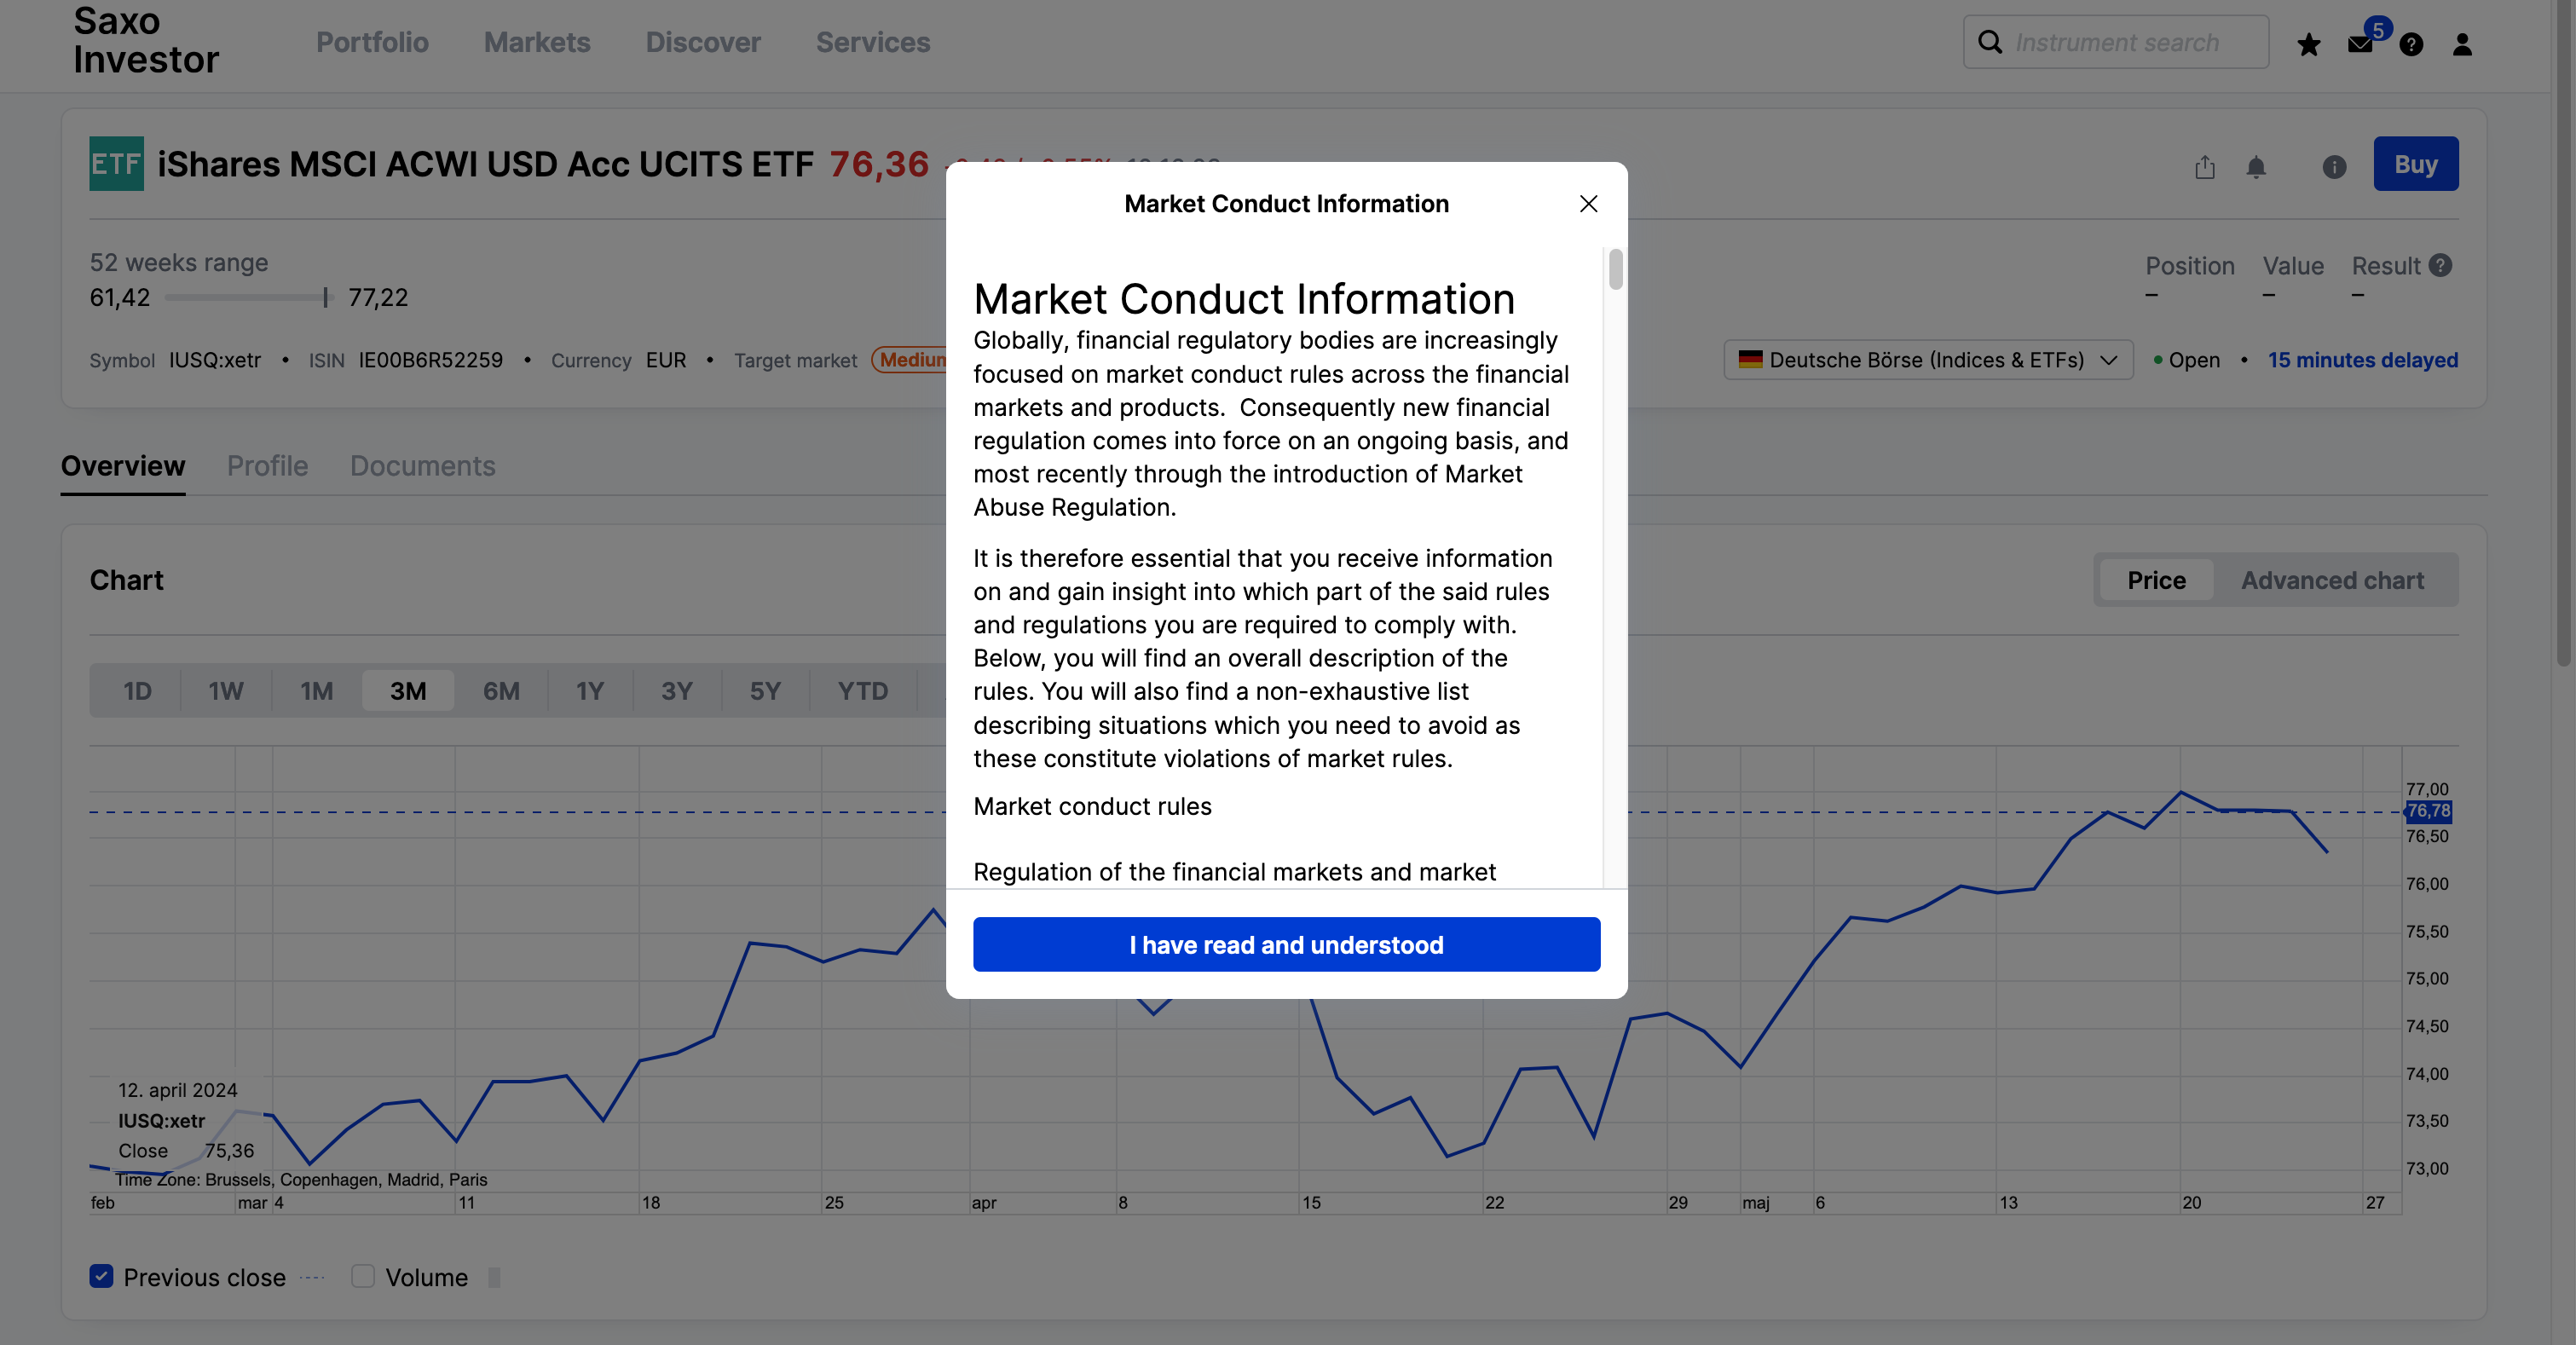 Saxo
Investor
Portfolio
Markets
Discover
Services
Instrument search
5
ETF
iShares MSCI ACWI USD Acc UCITS ETF 76,36
Buy
52 weeks range
61,42
77,22
Position
Value
Result
–
–
–
Symbol IUSQ:xetr • ISIN IE00B6R52259 • Currency EUR • Target market
Deutsche Börse (Indices & ETFs)
Open • 15 minutes delayed
Overview
Profile
Documents
Chart
Price
Advanced chart
1D
1W
1M
3M
6M
1Y
3Y
5Y
YTD
Market Conduct Information
Market Conduct Information
Globally, financial regulatory bodies are increasingly
focused on market conduct rules across the financial
markets and products. Consequently new financial
regulation comes into force on an ongoing basis, and
most recently through the introduction of Market
Abuse Regulation.
It is therefore essential that you receive information
on and gain insight into which part of the said rules
and regulations you are required to comply with.
Below, you will find an overall description of the
rules. You will also find a non-exhaustive list
describing situations which you need to avoid as
these constitute violations of market rules.
Market conduct rules
Regulation of the financial markets and market
I have read and understood
77,00
76,78
76,50
76,00
75,50
75,00
74,50
74,00
73,50
73,00
12. april 2024
IUSQ:xetr
Close 75,36
Time Zone: Brussels, Copenhagen, Madrid, Paris
feb
mar
4
11
18
25
apr
8
15
22
29
maj
6
13
20
27
Previous close
Volume